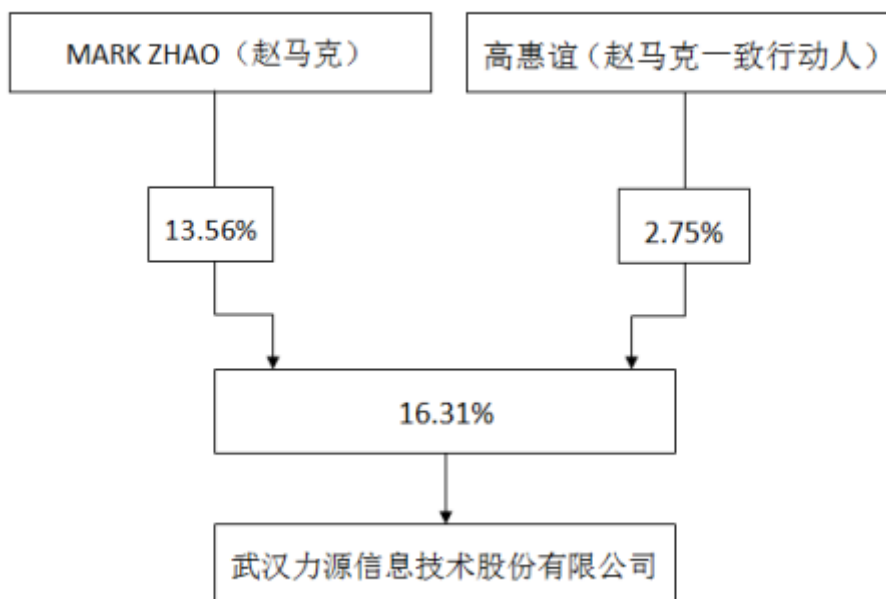 MARK ZHAO（赵马克）
高惠谊（赵马克一致行动人）
13.56%
2.75%
16.31%
武汉力源信息技术股份有限公司